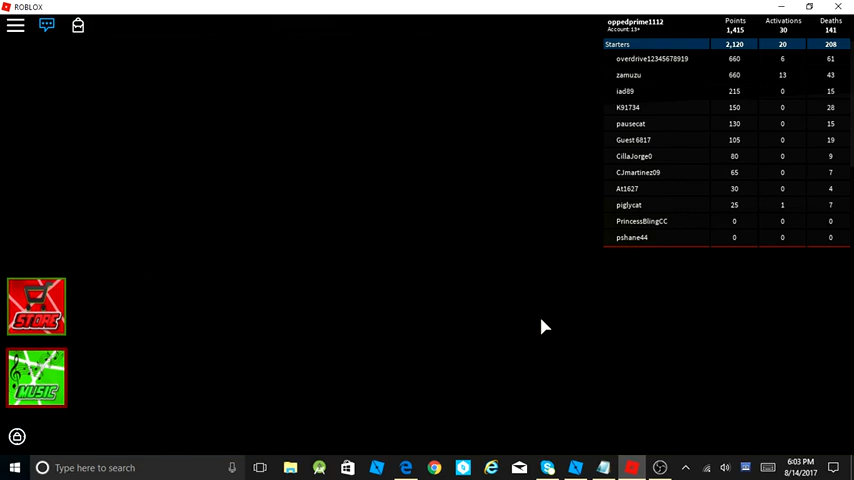 ROBLOX
oppedprime1112
Account: 13+
Points Activations Deaths
1,415 30 141
Starters 2,120 20 208
overdrive12345678919 660 6 61
zamuzu 660 13 43
iad89 215 0 15
K91734 150 0 28
pausecat 130 0 15
Guest 6817 105 0 19
CillaJorge0 80 0 9
CJmartinez09 65 0 7
At1627 30 0 4
piglycat 25 1 7
PrincessBlingCC 0 0 0
pshane44 0 0 0
STORE
MUSIC
Type here to search
6:03 PM
8/14/2017